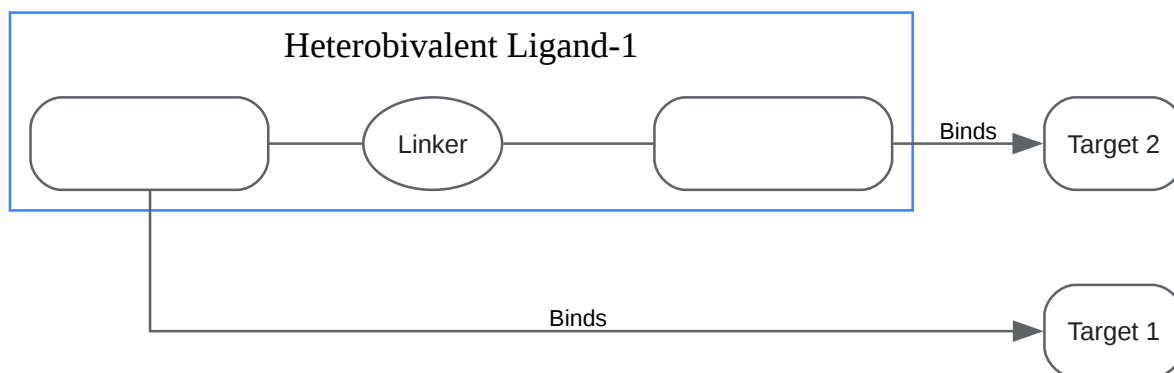 Heterobivalent Ligand-1
Linker
Binds
Target 2
Binds
Target 1